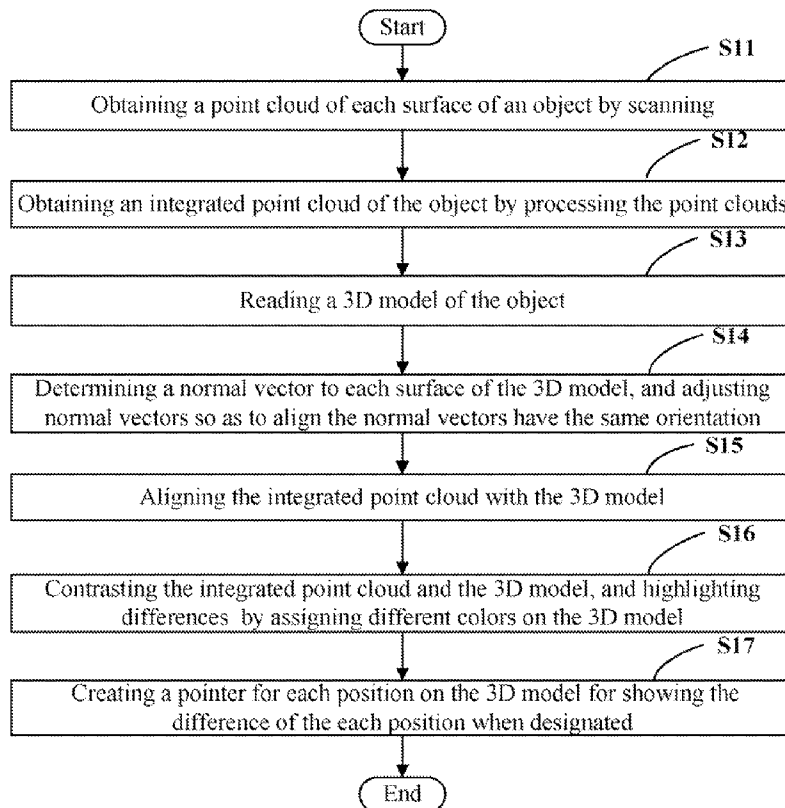 Start
S11
Obtaining a point cloud of each surface of an object by scanning
S12
Obtaining an integrated point cloud of the object by processing the point clouds
S13
Reading a 3D model of the object
S14
Determining a normal vector to each surface of the 3D model, and adjusting
normal vectors so as to align the normal vectors have the same orientation
S15
Aligning the integrated point cloud with the 3D model
S16
Contrasting the integrated point cloud and the 3D model, and highlighting
differences by assigning different colors on the 3D model
S17
Creating a pointer for each position on the 3D model for showing the
difference of the each position when designated
End